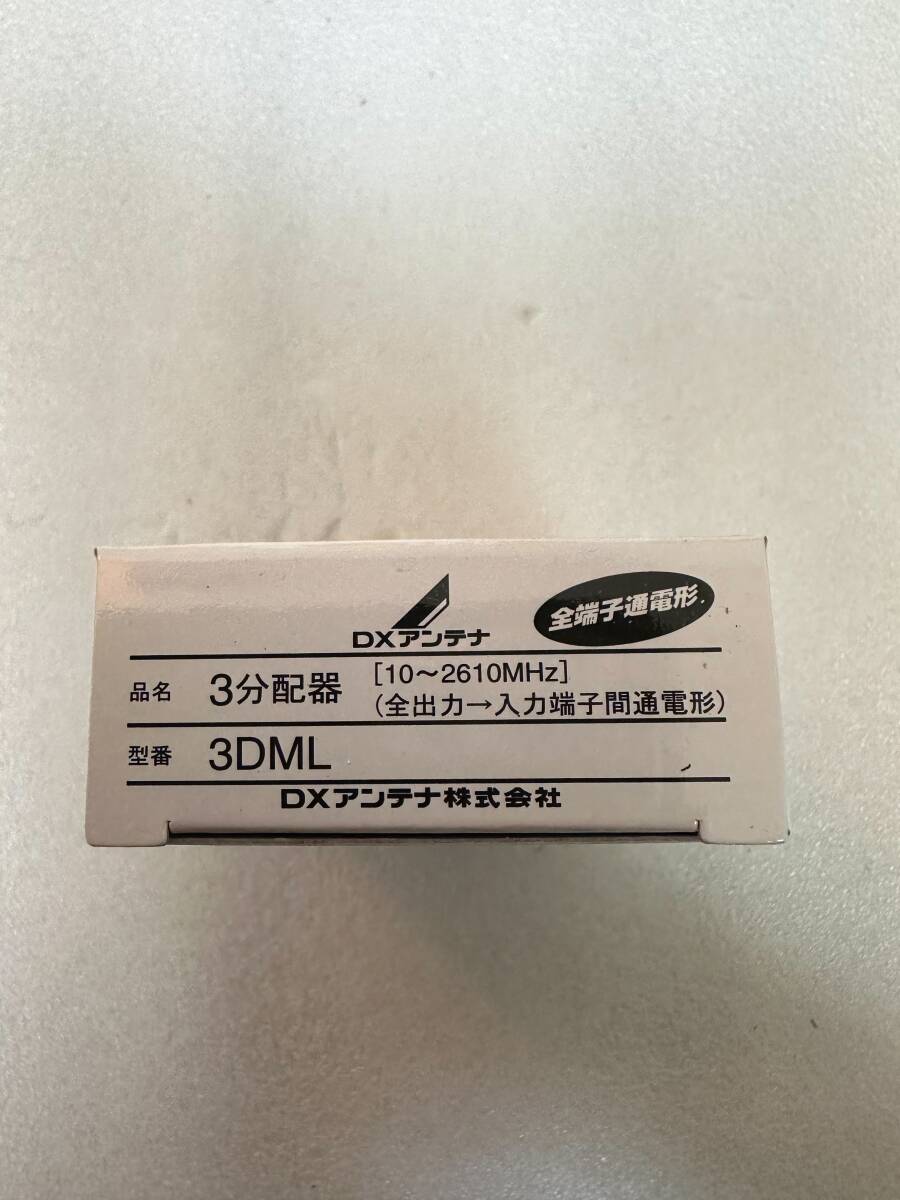 DXアンテナ
全端子通電形
品名 3分配器 [10〜2610MHz]
(全出力→入力端子間通電形)
型番 3DML
DXアンテナ株式会社